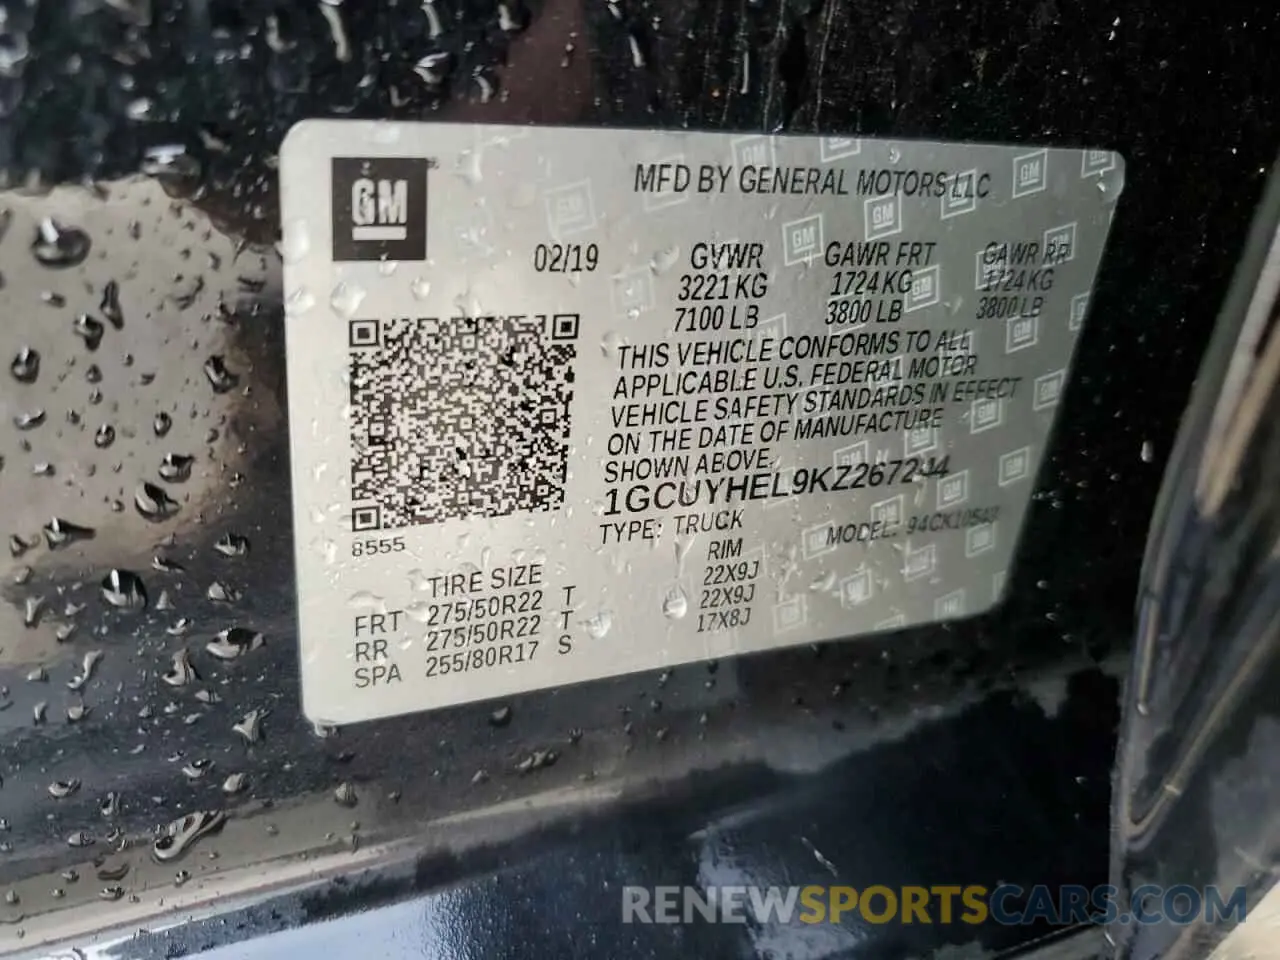 GM
MFD BY GENERAL MOTORS LLC
02/19 GVWR GAWR FRT GAWR RR
3221 KG 1724 KG 1724 KG
7100 LB 3800 LB 3800 LB
THIS VEHICLE CONFORMS TO ALL
APPLICABLE U.S. FEDERAL MOTOR
VEHICLE SAFETY STANDARDS IN EFFECT
ON THE DATE OF MANUFACTURE
SHOWN ABOVE.
TYPE: TRUCK MODEL:
8555
TIRE SIZE RIM
FRT 275/50R22 T 22X9J
RR 275/50R22 T 22X9J
SPA 255/80R17 S 17X8J
RENEWSPORTSCARS.COM